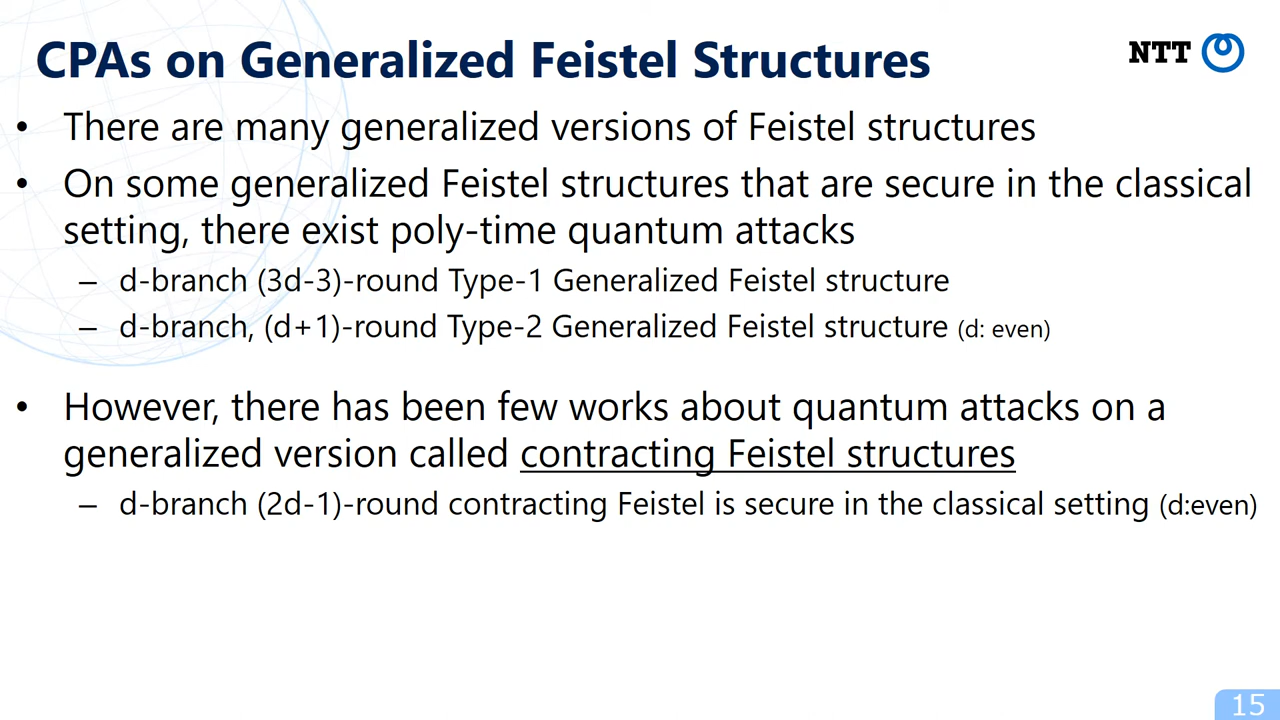 CPAs on Generalized Feistel Structures
NTT
• There are many generalized versions of Feistel structures
• On some generalized Feistel structures that are secure in the classical
setting, there exist poly-time quantum attacks
– d-branch (3d-3)-round Type-1 Generalized Feistel structure
– d-branch, (d+1)-round Type-2 Generalized Feistel structure (d: even)
• However, there has been few works about quantum attacks on a
generalized version called contracting Feistel structures
– d-branch (2d-1)-round contracting Feistel is secure in the classical setting (d:even)
15